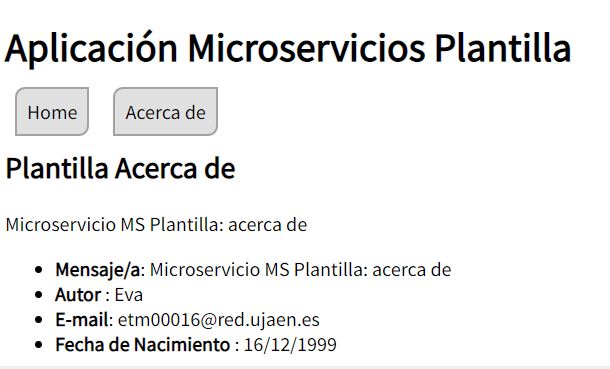 Aplicación Microservicios Plantilla
Home Acerca de
Plantilla Acerca de
Microservicio MS Plantilla: acerca de
Mensaje/a: Microservicio MS Plantilla: acerca de
Autor : Eva
E-mail: etm00016@red.ujaen.es
Fecha de Nacimiento : 16/12/1999